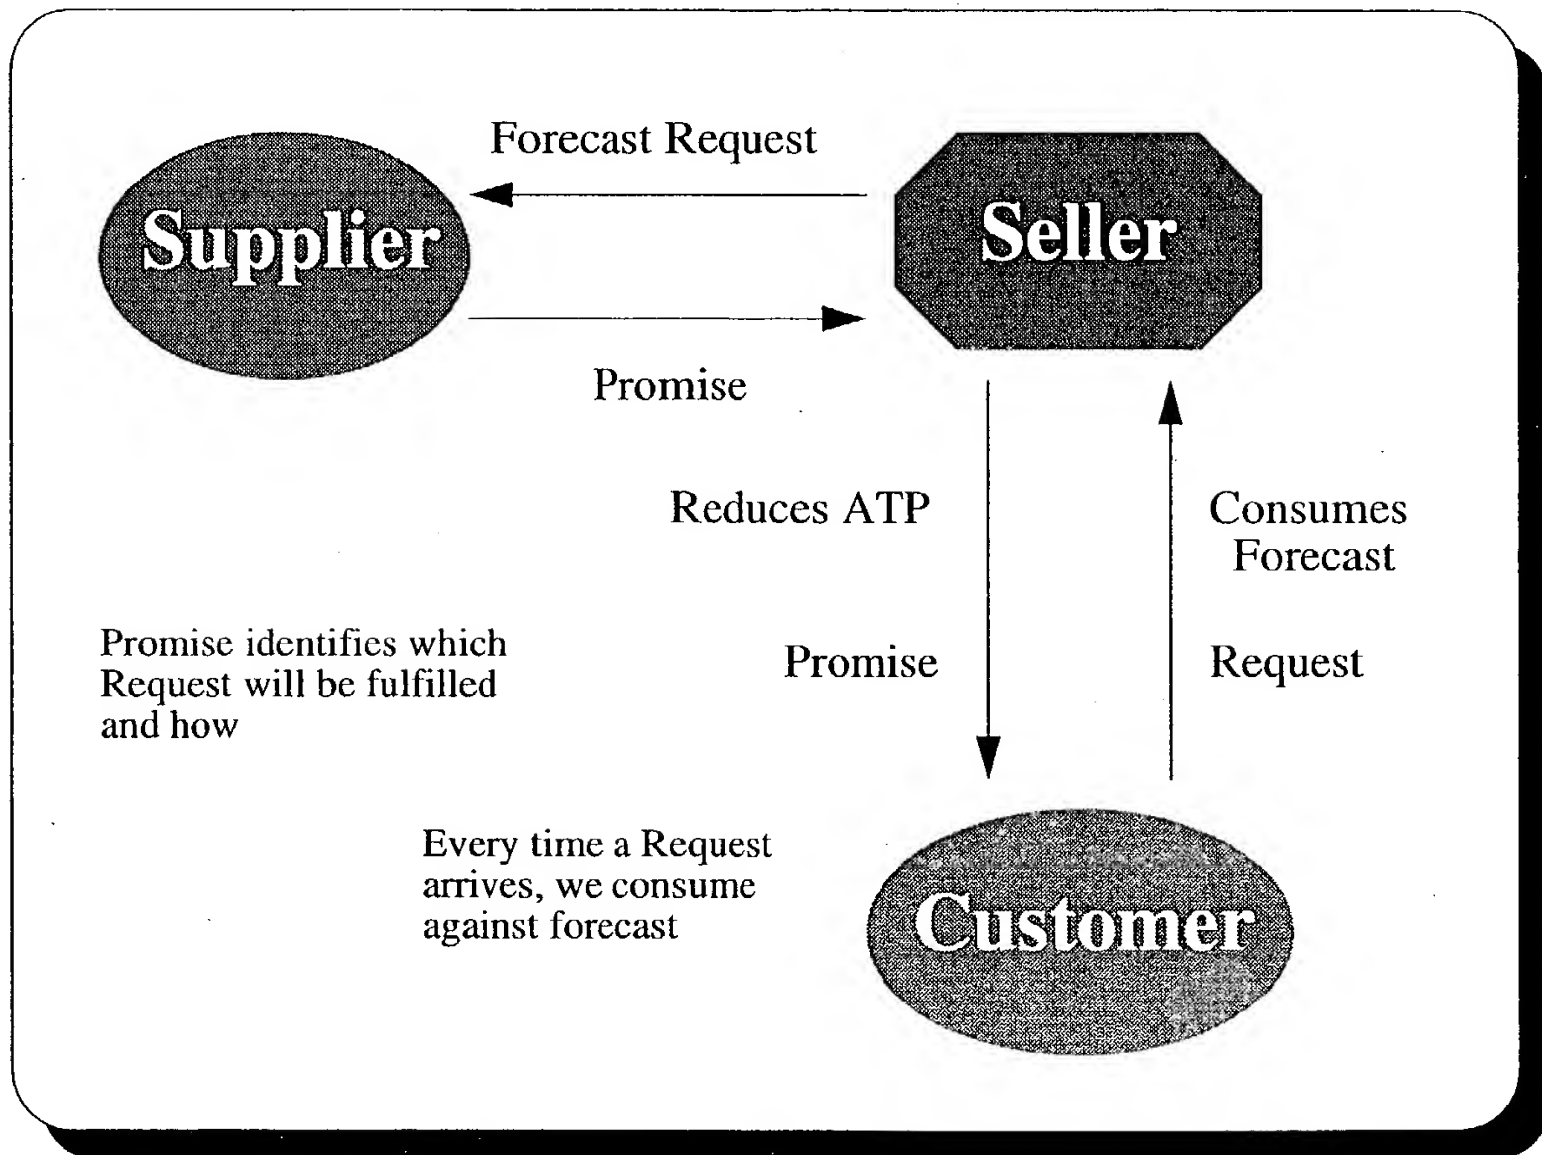 Forecast Request
Supplier
Seller
Promise
Reduces ATP
Consumes
Forecast
Promise identifies which
Request will be fulfilled
and how
Promise
Request
Every time a Request
arrives, we consume
against forecast
Customer